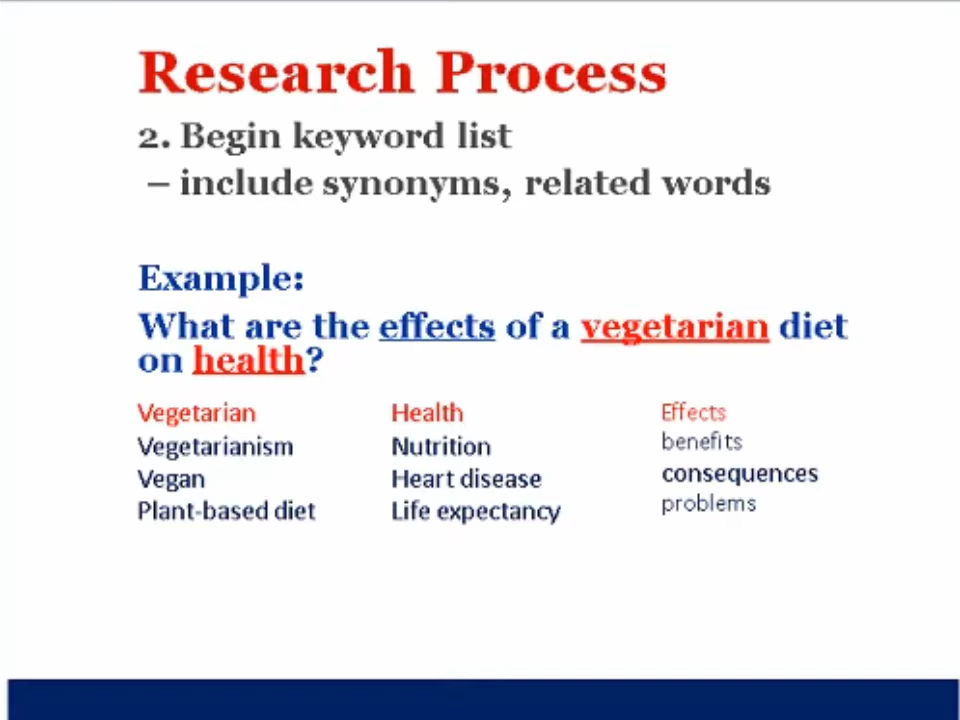 Research Process
2. Begin keyword list
– include synonyms, related words
Example:
What are the effects of a vegetarian diet
on health?
Vegetarian Health Effects
Vegetarianism Nutrition benefits
Vegan Heart disease consequences
Plant-based diet Life expectancy problems